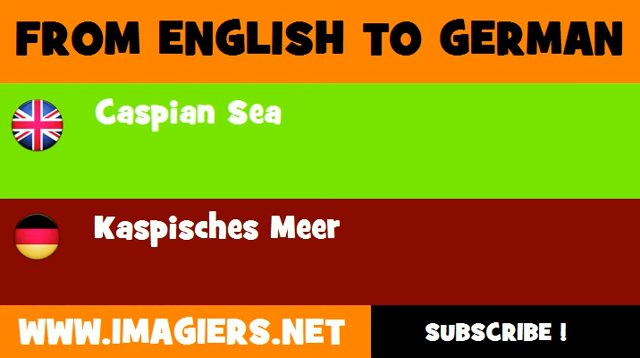 FROM ENGLISH TO GERMAN
Caspian Sea
Kaspisches Meer
WWW.IMAGIERS.NET
SUBSCRIBE !